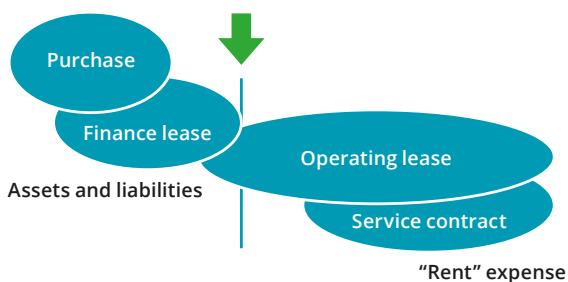 Purchase
Finance lease
Operating lease
Assets and liabilities
Service contract
“Rent” expense